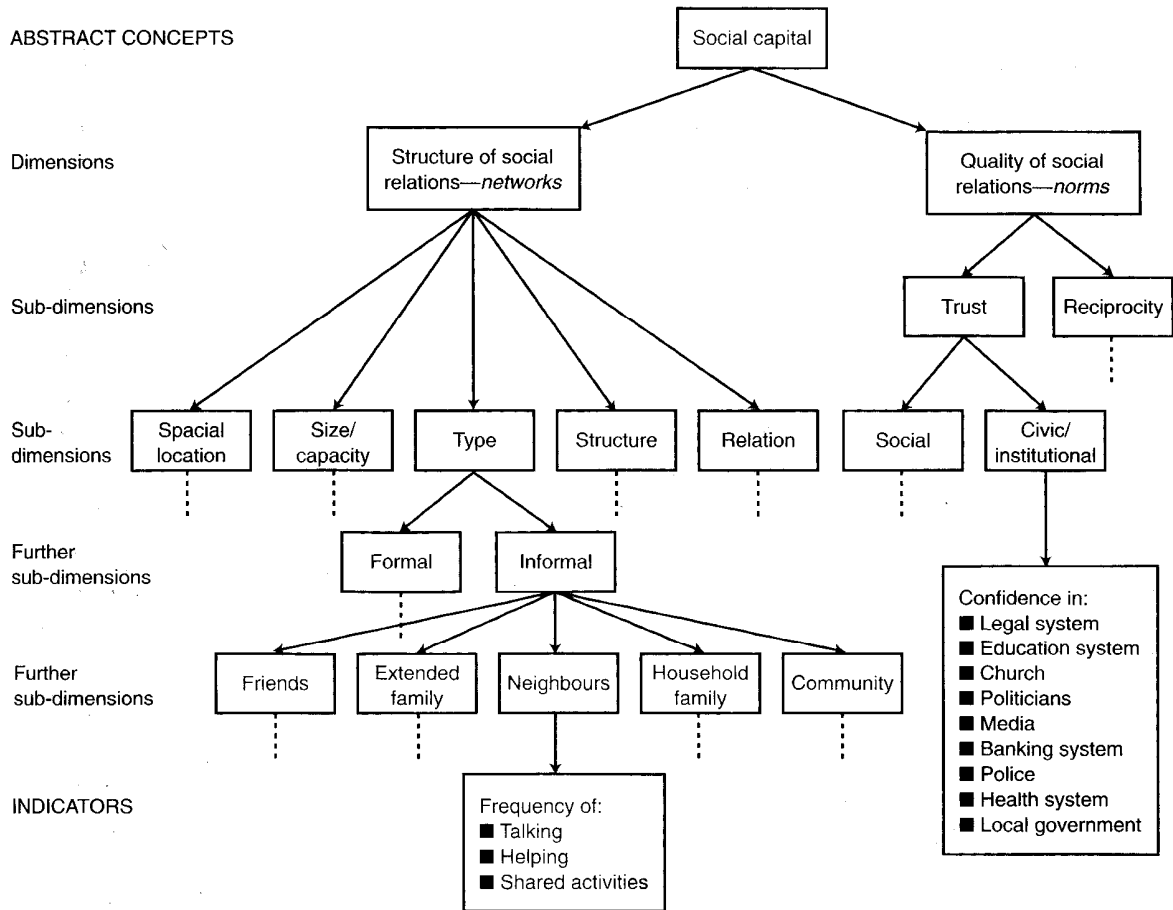 ABSTRACT CONCEPTS
Social capital
Dimensions
Structure of social
relations—networks
Quality of social
relations—norms
Sub-dimensions
Trust
Reciprocity
Sub-
dimensions
Spacial
location
Size/
capacity
Type
Structure
Relation
Social
Civic/
institutional
Further
sub-dimensions
Formal
Informal
Further
sub-dimensions
Friends
Extended
family
Neighbours
Household
family
Community
Confidence in:
■ Legal system
■ Education system
■ Church
■ Politicians
■ Media
■ Banking system
■ Police
■ Health system
■ Local government
INDICATORS
Frequency of:
■ Talking
■ Helping
■ Shared activities